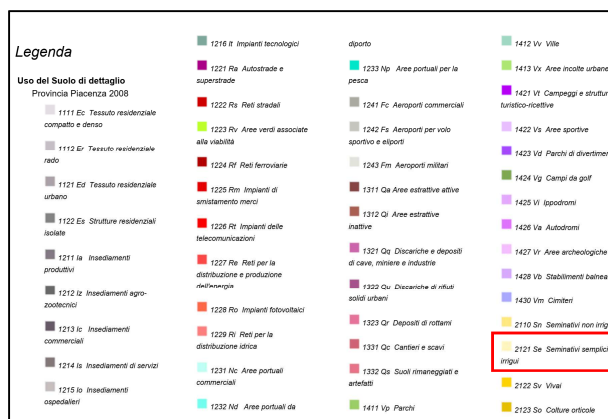 Legenda
Uso del Suolo di dettaglio
Provincia Piacenza 2008
1111 Ec Tessuto residenziale
compatto e denso
1112 Er Tessuto residenziale
rado
1121 Ed Tessuto residenziale
urbano
1122 Es Strutture residenziali
isolate
1211 Ia Insediamenti
produttivi
1212 Iz Insediamenti agro-
zootecnici
1213 Ic Insediamenti
commerciali
1214 Is Insediamenti di servizi
1215 Io Insediamenti
ospedalieri
1216 It Impianti tecnologici
1221 Ra Autostrade e
superstrade
1222 Rs Reti stradali
1223 Rv Aree verdi associate
alla viabilità
1224 Rf Reti ferroviarie
1225 Rm Impianti di
smistamento merci
1226 Rt Impianti delle
telecomunicazioni
1227 Re Reti per la
distribuzione e produzione
dell'energia
1228 Ro Impianti fotovoltaici
1229 Ri Reti per la
distribuzione idrica
1231 Nc Aree portuali
commerciali
1232 Nd Aree portuali da
diporto
1233 Np Aree portuali per la
pesca
1241 Fc Aeroporti commerciali
1242 Fs Aeroporti per volo
sportivo e eliporti
1243 Fm Aeroporti militari
1311 Qa Aree estrattive attive
1312 Qi Aree estrattive
inattive
1321 Qq Discariche e depositi
di cave, miniere e industrie
1322 Qu Discariche di rifiuti
solidi urbani
1323 Qr Depositi di rottami
1331 Qc Cantieri e scavi
1332 Qs Suoli rimaneggiati e
artefatti
1411 Vp Parchi
1412 Vv Ville
1413 Vx Aree incolte urbane
1421 Vt Campeggi e struttur
turistico-ricettive
1422 Vs Aree sportive
1423 Vd Parchi di divertimen
1424 Vg Campi da golf
1425 Vi Ippodromi
1426 Va Autodromi
1427 Vr Aree archeologiche
1428 Vb Stabilimenti balnea
1430 Vm Cimiteri
2110 Sn Seminativi non irrig
2121 Se Seminativi semplici
irrigui
2122 Sv Vivai
2123 So Colture orticole